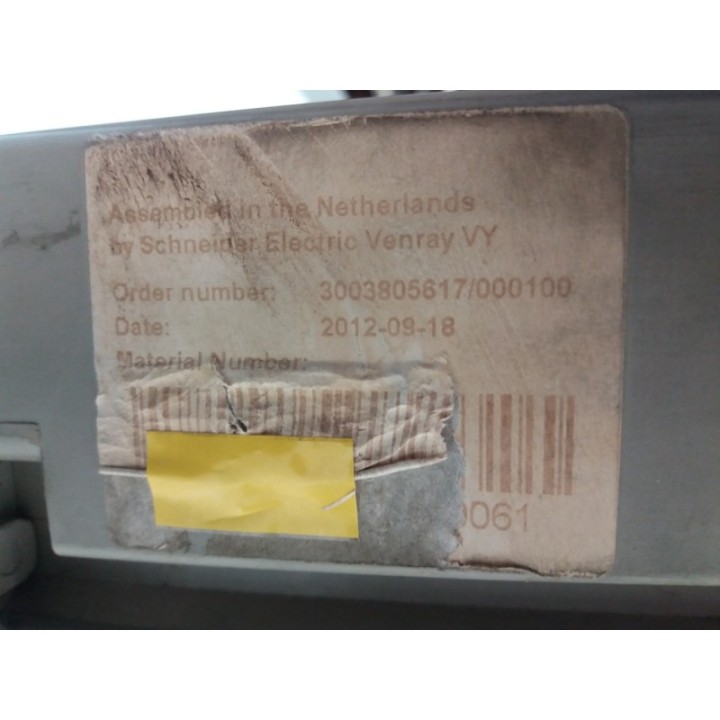 Assembled in the Netherlands
by Schneider Electric Venray VY
Order number: 3003805617/000100
Date: 2012-09-18
Material Number:
0061